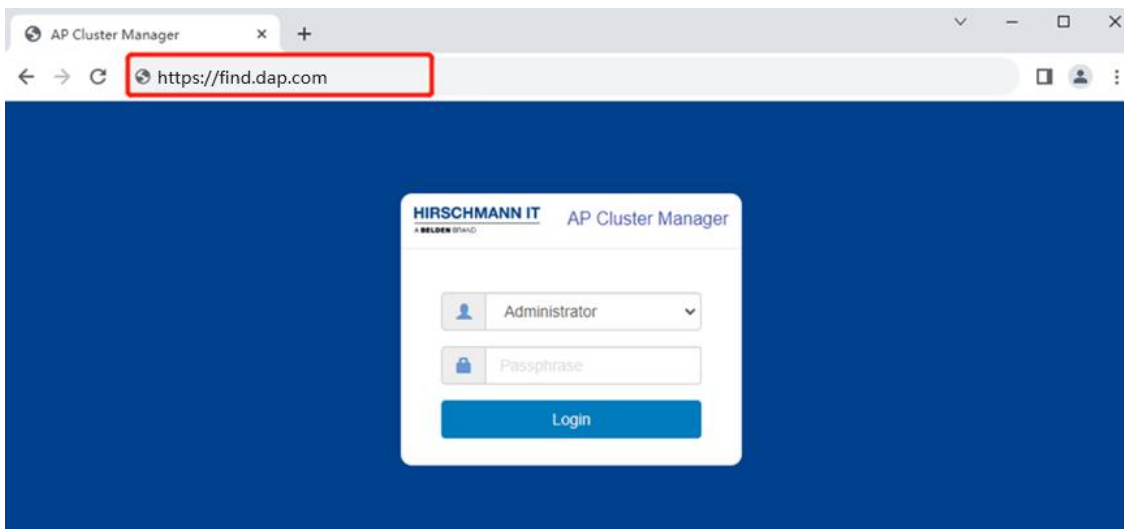 AP Cluster Manager
https://find.dap.com
HIRSCHMANN IT
A BELDEN BRAND
AP Cluster Manager
Administrator
Passphrase
Login